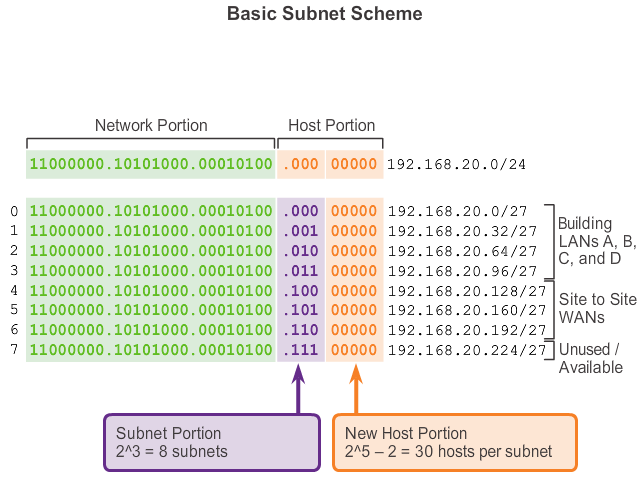 Basic Subnet Scheme
Network Portion Host Portion
11000000.10101000.00010100 .000 00000 192.168.20.0/24
0 11000000.10101000.00010100 .000 00000 192.168.20.0/27
1 11000000.10101000.00010100 .001 00000 192.168.20.32/27
2 11000000.10101000.00010100 .010 00000 192.168.20.64/27
3 11000000.10101000.00010100 .011 00000 192.168.20.96/27
Building
LANs A, B,
C, and D
4 11000000.10101000.00010100 .100 00000 192.168.20.128/27
5 11000000.10101000.00010100 .101 00000 192.168.20.160/27
6 11000000.10101000.00010100 .110 00000 192.168.20.192/27
Site to Site
WANs
7 11000000.10101000.00010100 .111 00000 192.168.20.224/27
Unused /
Available
Subnet Portion
2^3 = 8 subnets
New Host Portion
2^5 – 2 = 30 hosts per subnet